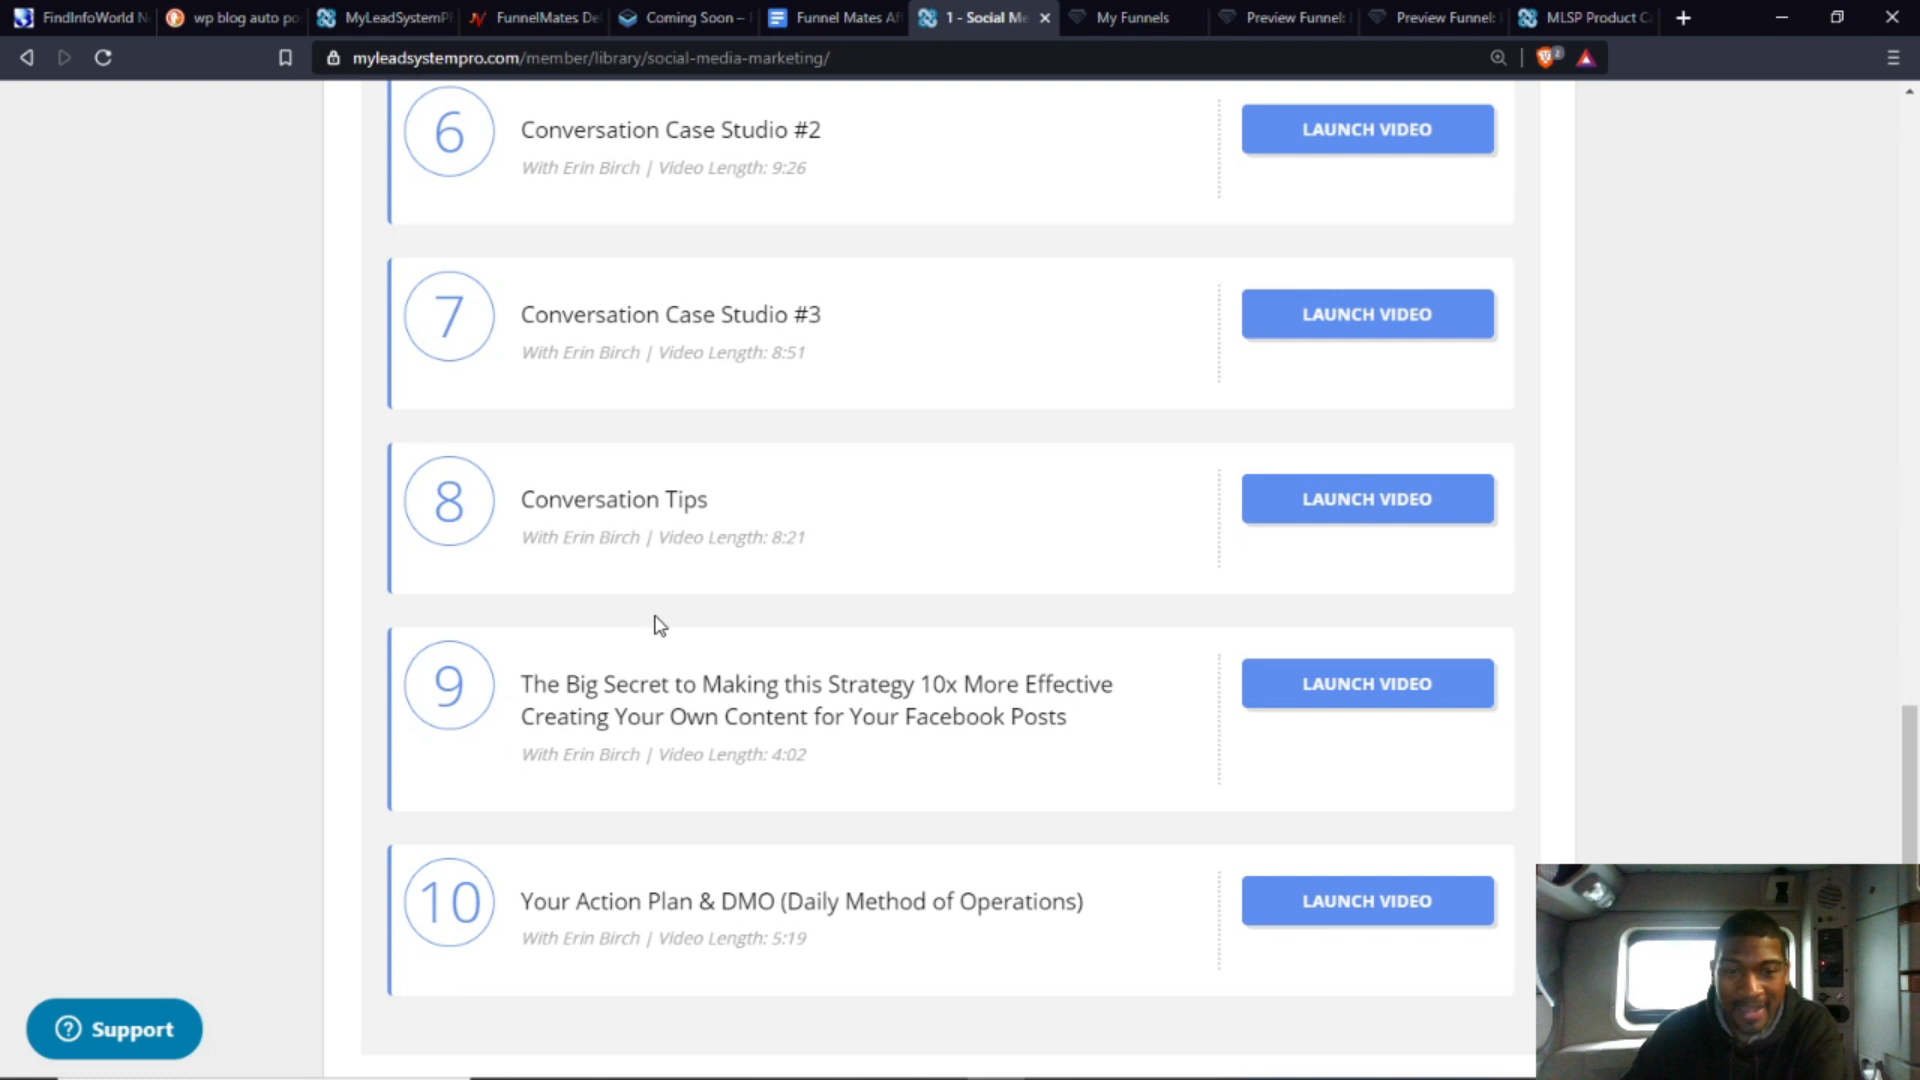 FindInfoWorld N
wp blog auto po
MyLeadSystemP
FunnelMates De
Coming Soon –
Funnel Mates Af
1 - Social Me
My Funnels
Preview Funnel:
Preview Funnel:
MLSP Product C
myleadsystempro.com/member/library/social-media-marketing/
2
6
Conversation Case Studio #2
With Erin Birch | Video Length: 9:26
LAUNCH VIDEO
7
Conversation Case Studio #3
With Erin Birch | Video Length: 8:51
LAUNCH VIDEO
8
Conversation Tips
With Erin Birch | Video Length: 8:21
LAUNCH VIDEO
9
The Big Secret to Making this Strategy 10x More Effective
Creating Your Own Content for Your Facebook Posts
With Erin Birch | Video Length: 4:02
LAUNCH VIDEO
10
Your Action Plan & DMO (Daily Method of Operations)
With Erin Birch | Video Length: 5:19
LAUNCH VIDEO
? Support